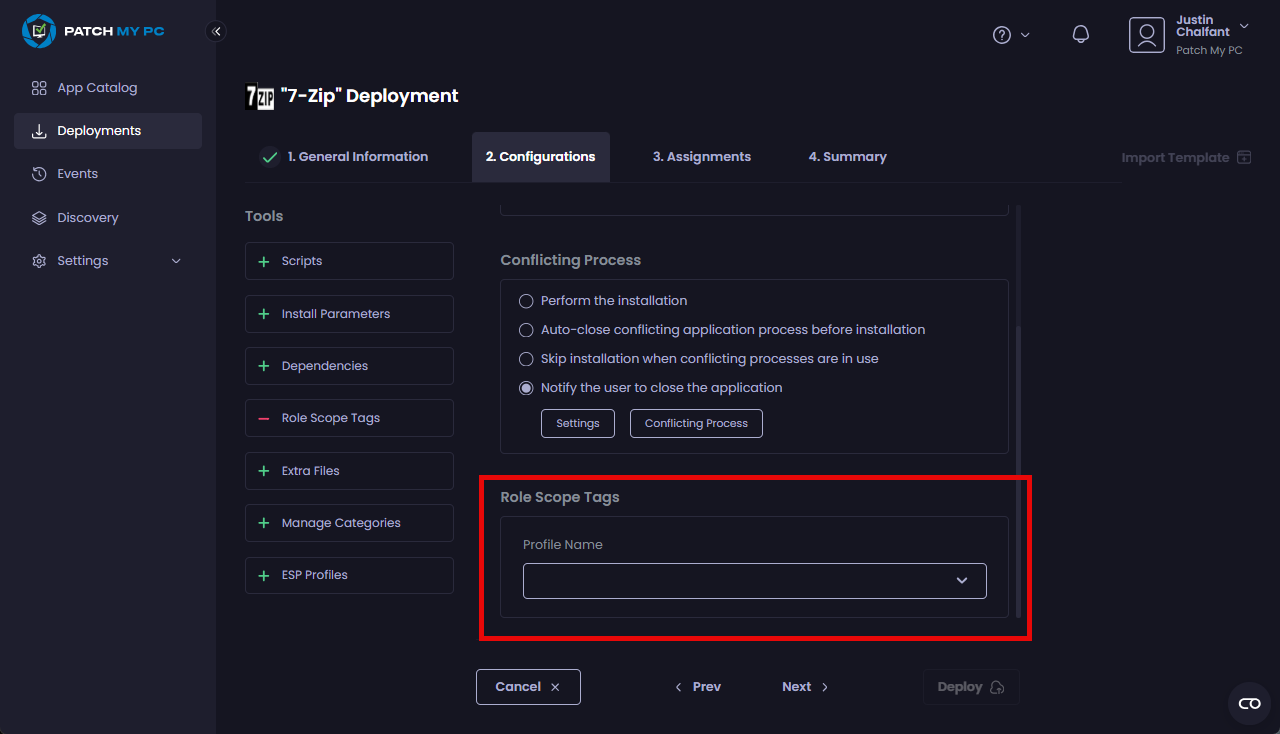 PATCH MY PC
Justin
Chalfant
Patch My PC
App Catalog
Deployments
Events
Discovery
Settings
7 ZIP
"7-Zip" Deployment
1. General Information
2. Configurations
3. Assignments
4. Summary
Import Template
Tools
Scripts
Install Parameters
Dependencies
Role Scope Tags
Extra Files
Manage Categories
ESP Profiles
Conflicting Process
Perform the installation
Auto-close conflicting application process before installation
Skip installation when conflicting processes are in use
Notify the user to close the application
Settings
Conflicting Process
Role Scope Tags
Profile Name
Cancel
Prev
Next
Deploy